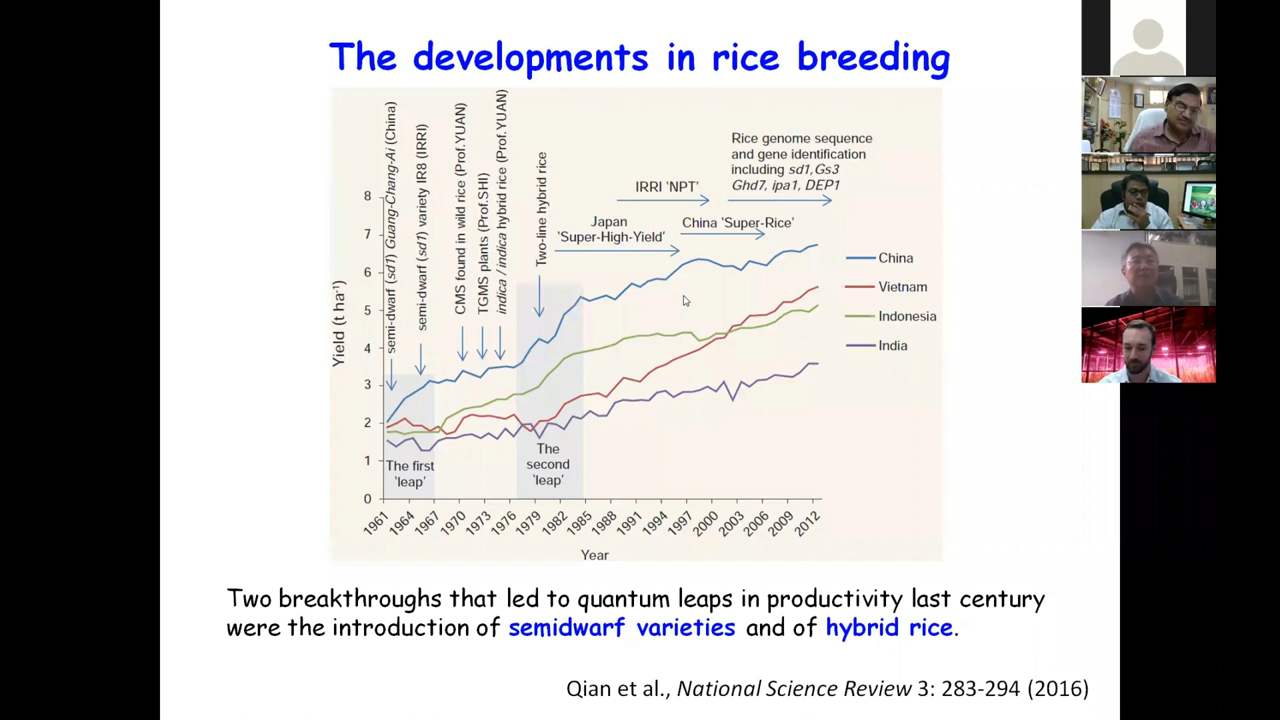 The developments in rice breeding
semi-dwarf (sd1) Guang-Chang-Ai (China)
semi-dwarf (sd1) variety IR8 (IRRI)
CMS found in wild rice (Prof.YUAN)
TGMS plants (Prof.SHI)
indica / indica hybrid rice (Prof.YUAN)
Two-line hybrid rice
Rice genome sequence
and gene identification
including sd1,Gs3
Ghd7, ipa1, DEP1
IRRI 'NPT'
Japan
'Super-High-Yield'
China 'Super-Rice'
Yield (t ha-1)
8
7
6
5
4
3
2
1
0
China
Vietnam
Indonesia
India
The first
'leap'
The
second
'leap'
1961 1964 1967 1970 1973 1976 1979 1982 1985 1988 1991 1994 1997 2000 2003 2006 2009 2012
Year
Two breakthroughs that led to quantum leaps in productivity last century
were the introduction of semidwarf varieties and of hybrid rice.
Qian et al., National Science Review 3: 283-294 (2016)